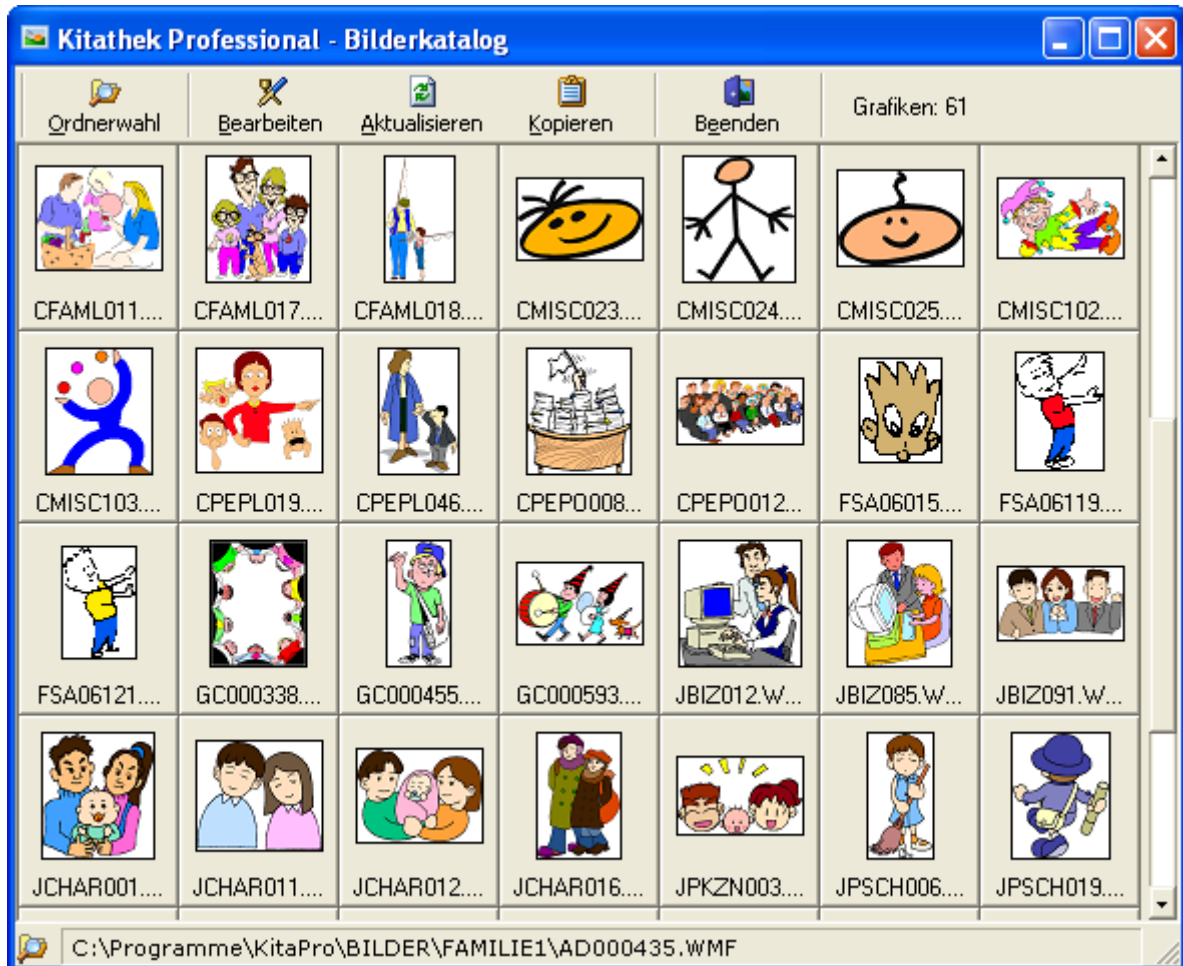 Kitathek Professional - Bilderkatalog
Ordnerwahl Bearbeiten Aktualisieren Kopieren Beenden Grafiken: 61
CFAML011.... CFAML017.... CFAML018.... CMISC023.... CMISC024.... CMISC025.... CMISC102....
CMISC103.... CPEPL019.... CPEPL046.... CPEPO008... CPEPO012... FSA06015.... FSA06119....
FSA06121.... GC000338.... GC000455.... GC000593.... JBIZ012.W... JBIZ085.W... JBIZ091.W...
JCHAR001.... JCHAR011.... JCHAR012.... JCHAR016.... JPKZN003.... JPSCH006.... JPSCH019....
C:\Programme\KitaPro\BILDER\FAMILIE1\AD000435.WMF